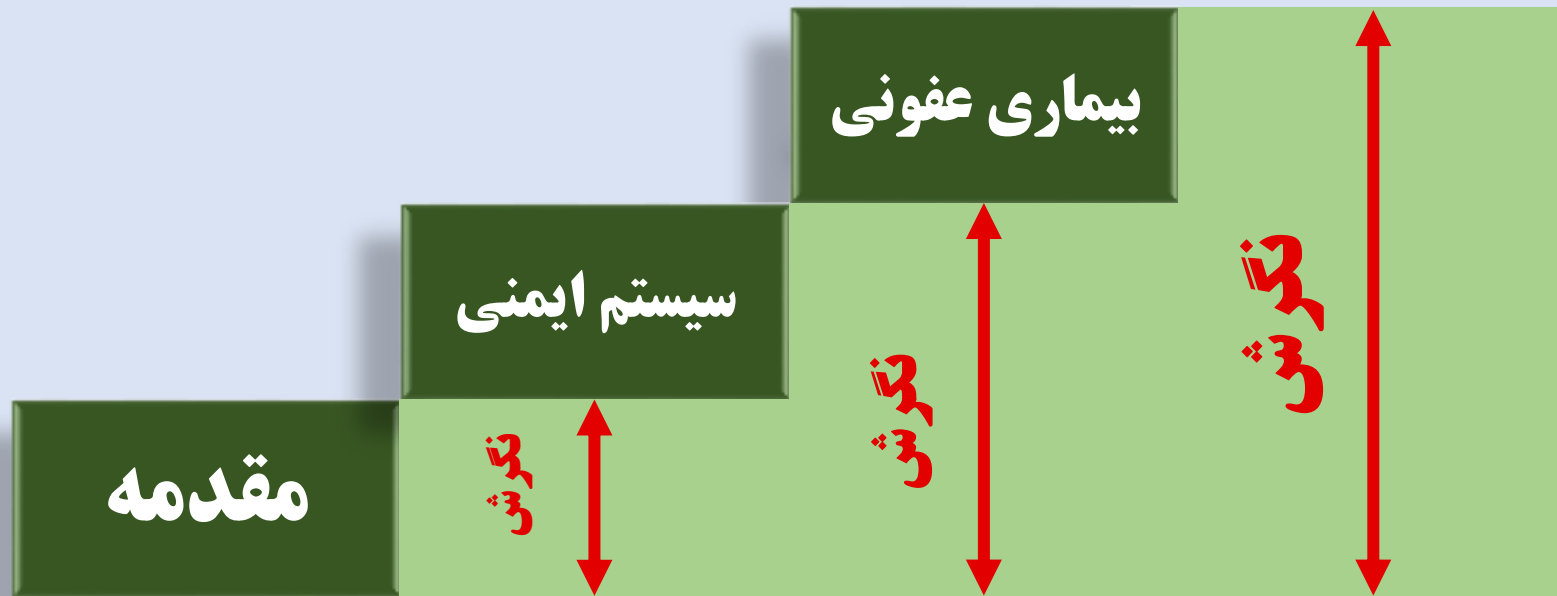 بیماری عفونی
سیستم ایمنی
مقدمه
نگرش
نگرش
نگرش